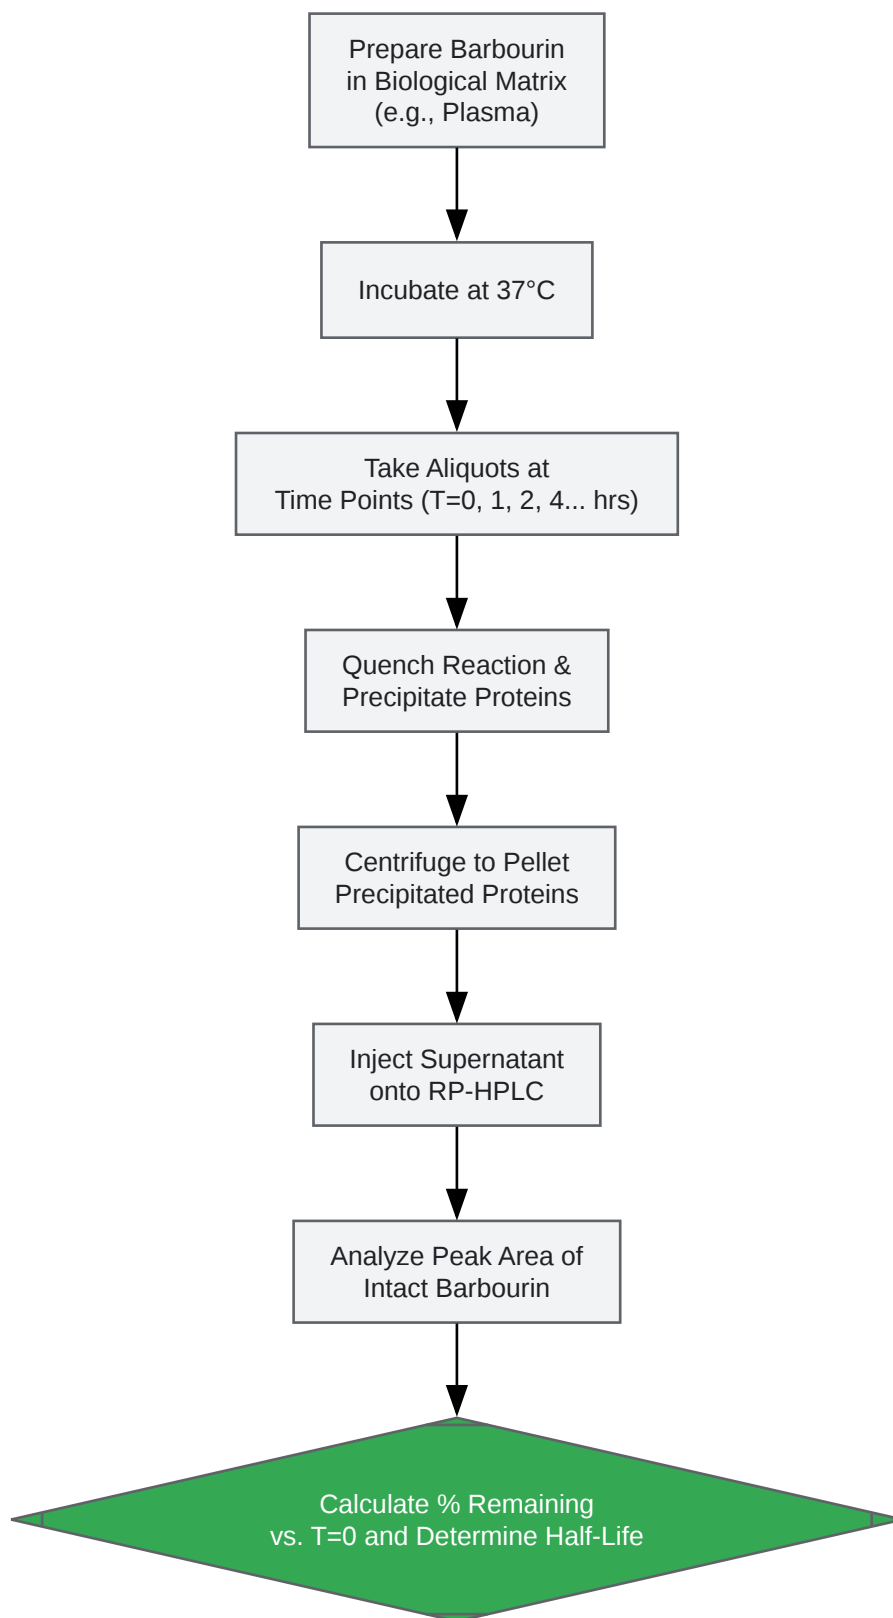 Prepare Barbourin
in Biological Matrix
(e.g., Plasma)
Incubate at 37°C
Take Aliquots at
Time Points (T=0, 1, 2, 4... hrs)
Quench Reaction &
Precipitate Proteins
Centrifuge to Pellet
Precipitated Proteins
Inject Supernatant
onto RP-HPLC
Analyze Peak Area of
Intact Barbourin
Calculate % Remaining
vs. T=0 and Determine Half-Life